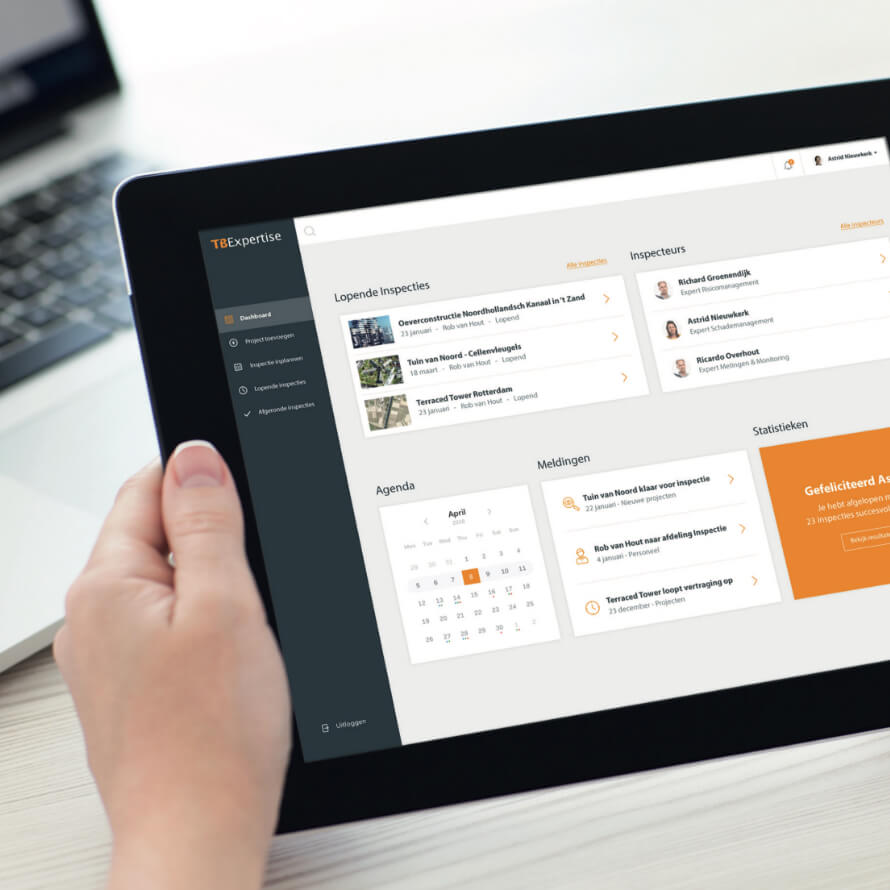 TBExpertise
Astrid Nieuwkerk
Dashboard
Project toevoegen
Inspectie inplannen
Lopende inspecties
Afgeronde inspecties
Uitloggen
Lopende Inspecties
Alle inspecties
Oeverconstructie Noordhollandsch Kanaal in 't Zand
23 januari - Rob van Hout - Lopend
Tuin van Noord - Cellenvleugels
18 maart - Rob van Hout - Lopend
Terraced Tower Rotterdam
23 januari - Rob van Hout - Lopend
Inspecteurs
Alle inspecteurs
Richard Groenendijk
Expert Risicomanagement
Astrid Nieuwkerk
Expert Schademanagement
Ricardo Overhout
Expert Metingen & Monitoring
Agenda
April
2018
Mon Tue Wed Thu Fri Sat Sun
29 30 31 1 2 3 4
5 6 7 8 9 10 11
12 13 14 15 16 17 18
19 20 21 22 23 24 25
26 27 28 29 30 1 2
Meldingen
Tuin van Noord klaar voor inspectie
22 januari - Nieuwe projecten
Rob van Hout naar afdeling Inspectie
4 januari - Personeel
Terraced Tower loopt vertraging op
23 december - Projecten
Statistieken
Gefeliciteerd As
Je hebt afgelopen
23 inspecties succesvol
Bekijk resulta